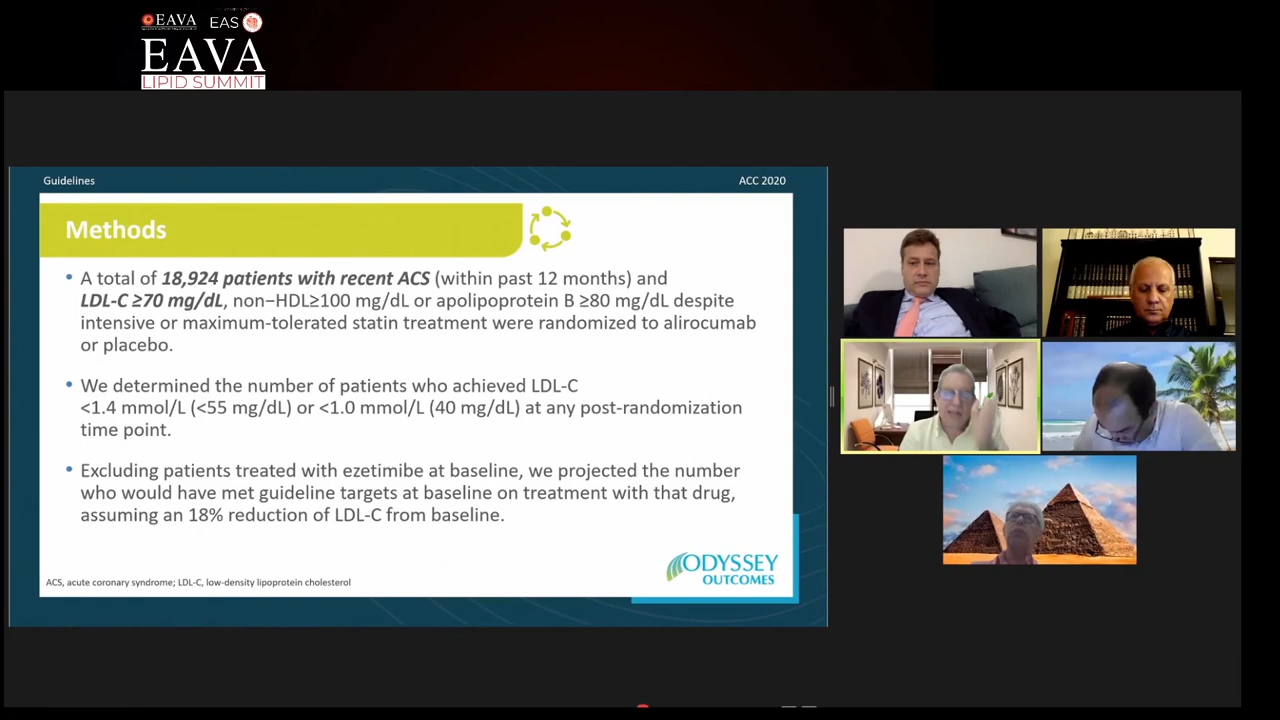 EAVA EAS
EAVA
LIPID SUMMIT
Guidelines
ACC 2020
Methods
• A total of 18,924 patients with recent ACS (within past 12 months) and
LDL-C ≥70 mg/dL, non−HDL≥100 mg/dL or apolipoprotein B ≥80 mg/dL despite
intensive or maximum-tolerated statin treatment were randomized to alirocumab
or placebo.
• We determined the number of patients who achieved LDL-C
<1.4 mmol/L (<55 mg/dL) or <1.0 mmol/L (40 mg/dL) at any post-randomization
time point.
• Excluding patients treated with ezetimibe at baseline, we projected the number
who would have met guideline targets at baseline on treatment with that drug,
assuming an 18% reduction of LDL-C from baseline.
ODYSSEY
OUTCOMES
ACS, acute coronary syndrome; LDL-C, low-density lipoprotein cholesterol